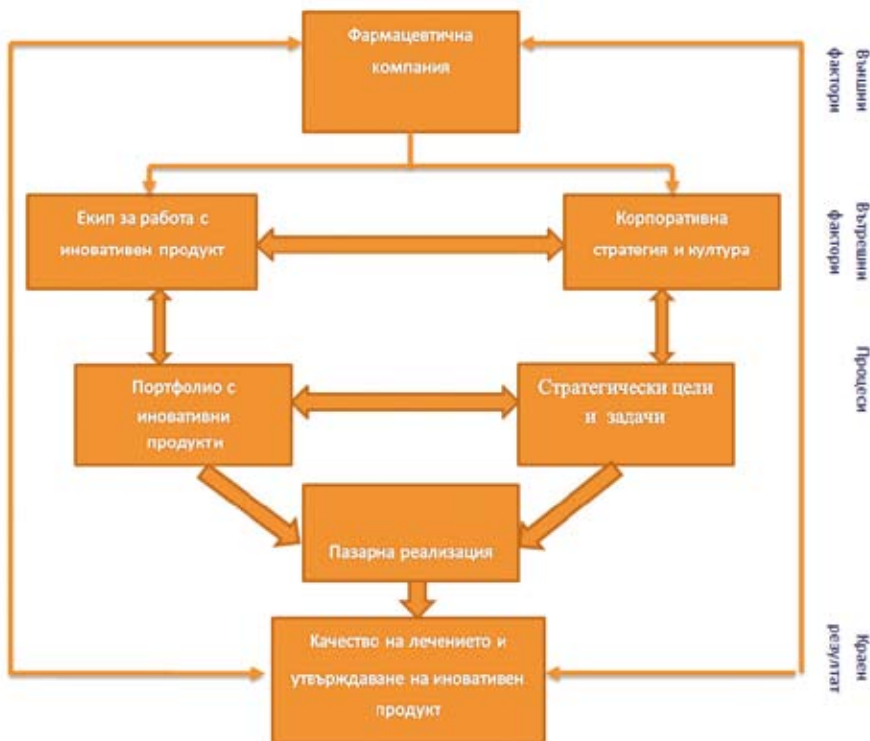 Фармацевтична
компания
Външни
фактори
Екип за работа с
иновативен продукт
Корпоративна
стратегия и култура
Вътрешни
фактори
Портфолио с
иновативни
продукти
Стратегически цели
и задачи
Процеси
Пазарна реализация
Качество на лечението и
утвърждаване на иновативен
продукт
Краен
резултат